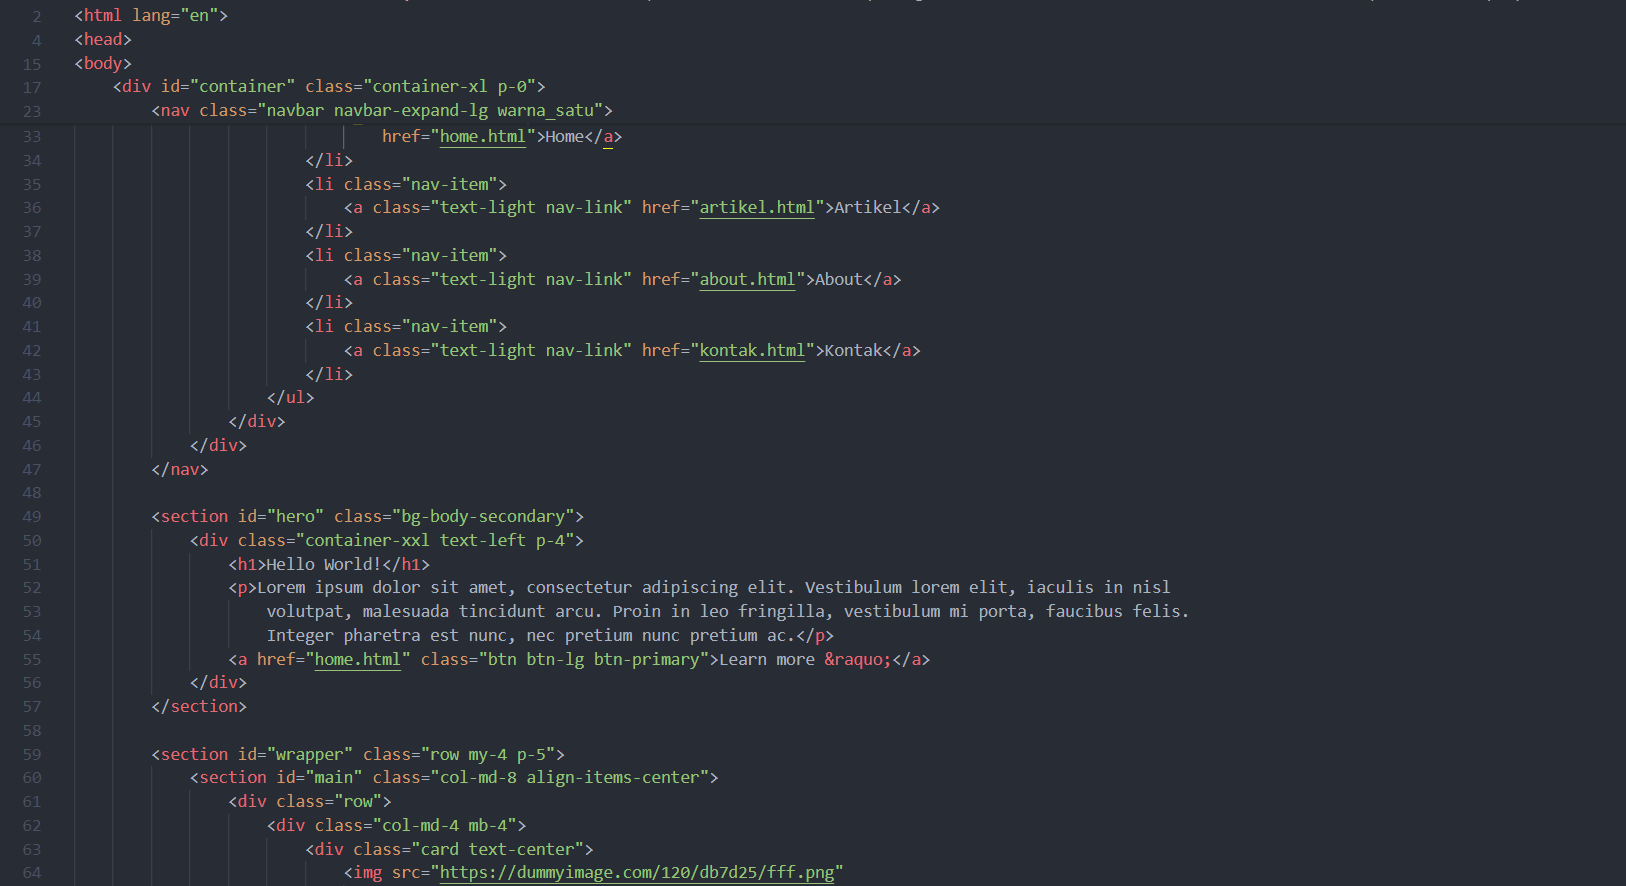 2 <html lang="en">
4 <head>
15 <body>
17 <div id="container" class="container-xl p-0">
23 <nav class="navbar navbar-expand-lg warna_satu">
33 href="home.html">Home</a>
34 </li>
35 <li class="nav-item">
36 <a class="text-light nav-link" href="artikel.html">Artikel</a>
37 </li>
38 <li class="nav-item">
39 <a class="text-light nav-link" href="about.html">About</a>
40 </li>
41 <li class="nav-item">
42 <a class="text-light nav-link" href="kontak.html">Kontak</a>
43 </li>
44 </ul>
45 </div>
46 </div>
47 </nav>
48
49 <section id="hero" class="bg-body-secondary">
50 <div class="container-xxl text-left p-4">
51 <h1>Hello World!</h1>
52 <p>Lorem ipsum dolor sit amet, consectetur adipiscing elit. Vestibulum lorem elit, iaculis in nisl
53 volutpat, malesuada tincidunt arcu. Proin in leo fringilla, vestibulum mi porta, faucibus felis.
54 Integer pharetra est nunc, nec pretium nunc pretium ac.</p>
55 <a href="home.html" class="btn btn-lg btn-primary">Learn more &raquo;</a>
56 </div>
57 </section>
58
59 <section id="wrapper" class="row my-4 p-5">
60 <section id="main" class="col-md-8 align-items-center">
61 <div class="row">
62 <div class="col-md-4 mb-4">
63 <div class="card text-center">
64 <img src="https://dummyimage.com/120/db7d25/fff.png"